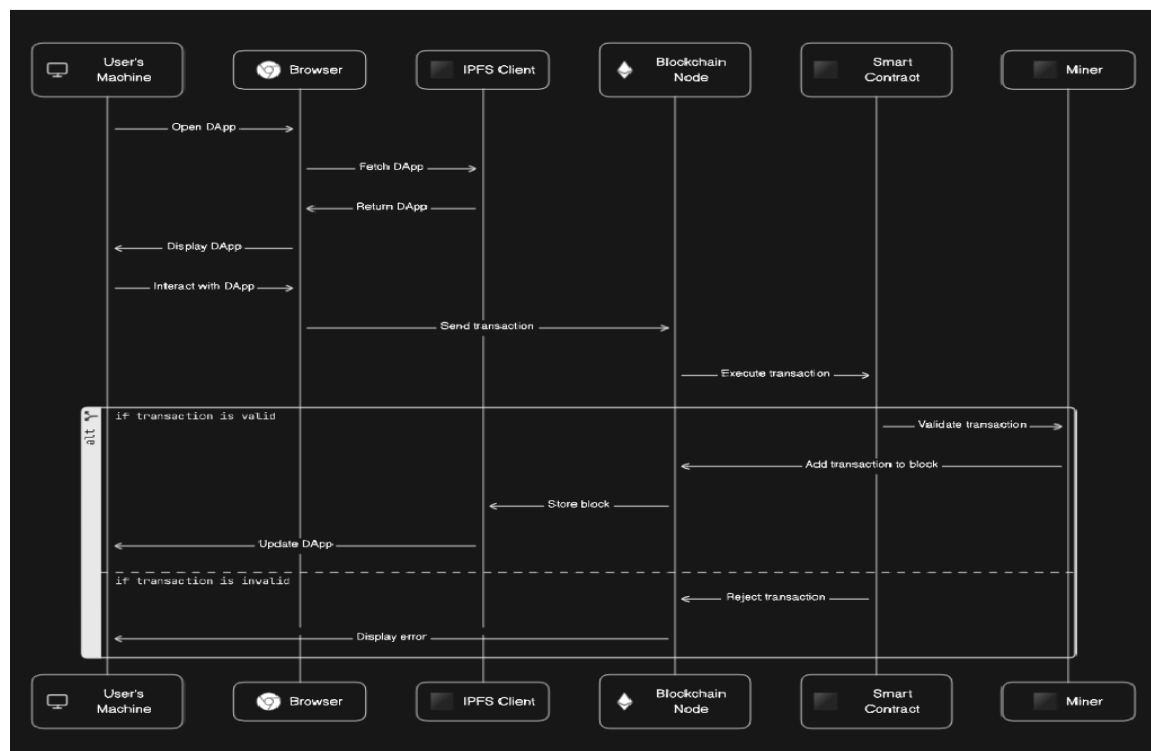 User's
Machine
Browser
IPFS Client
Blockchain
Node
Smart
Contract
Miner
Open DApp
Fetch DApp
Return DApp
Display DApp
Interact with DApp
Send transaction
Execute transaction
alt
if transaction is valid
Validate transaction
Add transaction to block
Store block
Update DApp
if transaction is invalid
Reject transaction
Display error
User's
Machine
Browser
IPFS Client
Blockchain
Node
Smart
Contract
Miner